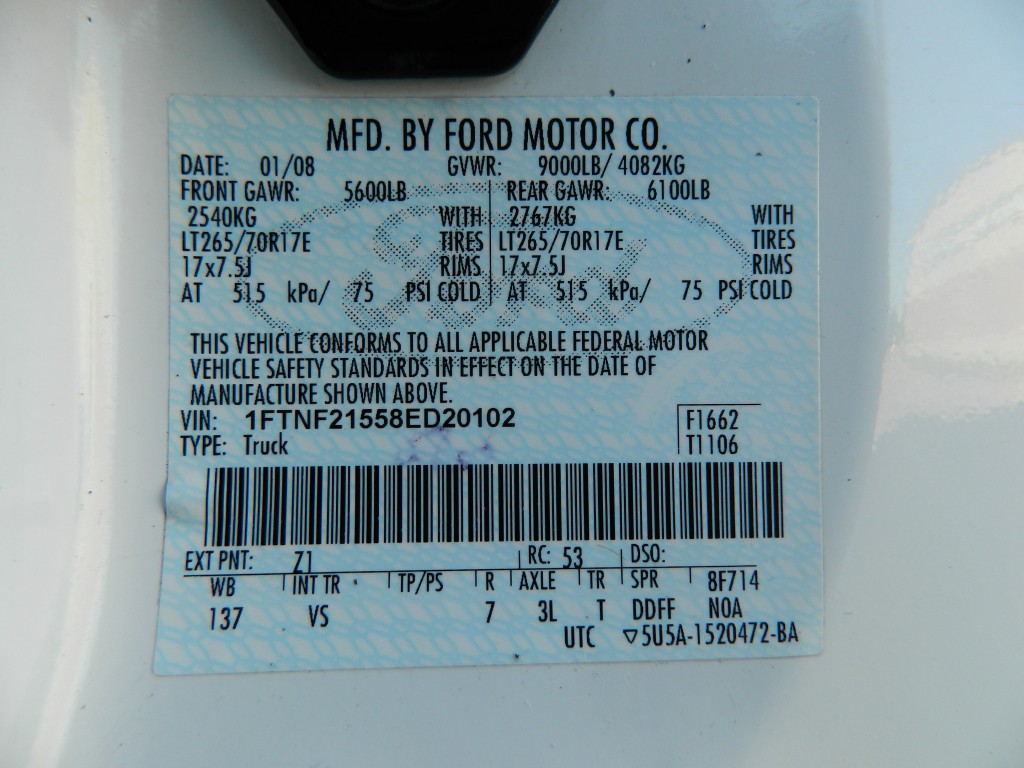 MFD. BY FORD MOTOR CO.
DATE: 01/08 GVWR: 9000LB/ 4082KG
FRONT GAWR: 5600LB REAR GAWR: 6100LB
2540KG WITH 2767KG WITH
LT265/70R17E TIRES LT265/70R17E TIRES
17x7.5J RIMS 17x7.5J RIMS
AT 515 kPa/ 75 PSI COLD AT 515 kPa/ 75 PSI COLD
THIS VEHICLE CONFORMS TO ALL APPLICABLE FEDERAL MOTOR
VEHICLE SAFETY STANDARDS IN EFFECT ON THE DATE OF
MANUFACTURE SHOWN ABOVE.
VIN: 1FTNF21558ED20102 F1662
TYPE: Truck T1106
EXT PNT: Z1 RC: 53 DSO:
WB INT TR TP/PS R AXLE TR SPR 8F714
137 VS 7 3L T DDFF NOA
UTC ▽5U5A-1520472-BA